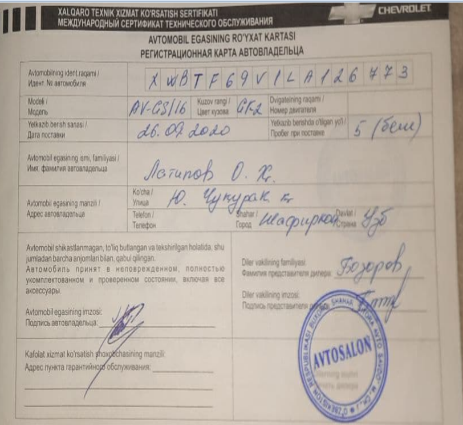 XALQARO TEXNIK XIZMAT KO'RSATISH SERTIFIKATI
МЕЖДУНАРОДНЫЙ СЕРТИФИКАТ ТЕХНИЧЕСКОГО ОБСЛУЖИВАНИЯ
CHEVROLET
AVTOMOBIL EGASINING RO'YXAT KARTASI
РЕГИСТРАЦИОННАЯ КАРТА АВТОВЛАДЕЛЬЦА
Avtomobilning ident.raqami /
Идент. № автомобиля
X W B T F 6 9 V 1 L A 1 2 6 7 7 3
Modeli /
Модель
AV-GS/16
Kuzov rangi /
Цвет кузова
Dvigatelning raqami /
Номер двигателя
Yetkazib berish sanasi /
Дата поставки
26.07 2020
Yetkazib berishda o'tilgan yo'l /
Пробег при поставке
5 (беш)
Avtomobil egasining ismi, familiyasi /
Имя, фамилия автовладельца
Латипов О. Х.
Avtomobil egasining manzili /
Адрес автовладельца
Ko'cha /
Улица
Ю. Чукурак
Telefon /
Телефон
Shahar /
Город
Шафиркон
Davlat /
Страна
Узб
Avtomobil shikastlanmagan, to'liq butlangan va tekshirilgan holatida, shu
jumladan barcha anjomlari bilan, qabul qilingan.
Автомобиль принят в неповрежденном, полностью
укомплектованном и проверенном состоянии, включая все
аксессуары.
Diler vakilining familiyasi:
Фамилия представителя дилера:
Бозоров
Diler vakilining imzosi:
Подпись представителя
Avtomobil egasining imzosi:
Подпись автовладельца:
Kafolat xizmat ko'rsatish shoxobchasining manzili:
Адрес пункта гарантийного обслуживания:
AVTOSALON